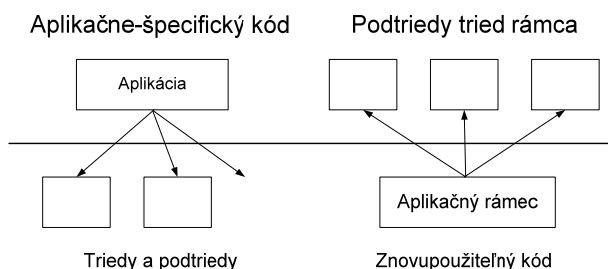 Aplikačne-špecifický kód
Podtriedy tried rámca
Aplikácia
Aplikačný rámec
Triedy a podtriedy
Znovupoužiteľný kód